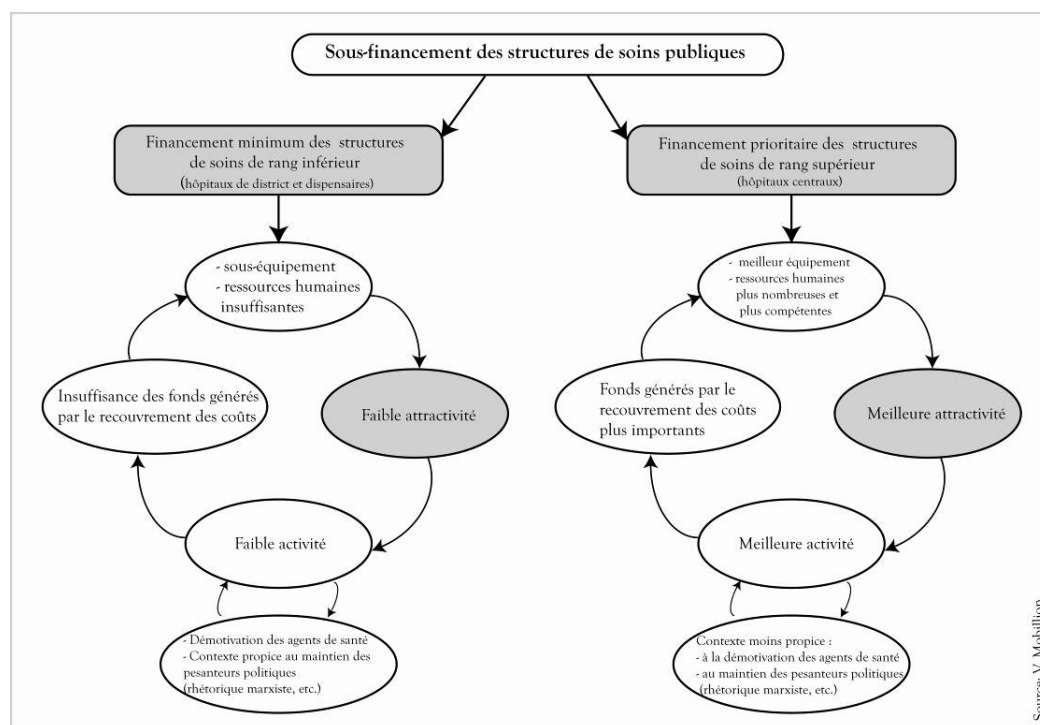 Sous-financement des structures de soins publiques
Financement minimum des structures
de soins de rang inférieur
(hôpitaux de district et dispensaires)
Financement prioritaire des structures
de soins de rang supérieur
(hôpitaux centraux)
- sous-équipement
- ressources humaines
insuffisantes
Faible attractivité
Faible activité
Insuffisance des fonds générés
par le recouvrement des coûts
- Démotivation des agents de santé
- Contexte propice au maintien des
pesanteurs politiques
(rhétorique marxiste, etc.)
- meilleur équipement
- ressources humaines
plus nombreuses et
plus compétentes
Meilleure attractivité
Meilleure activité
Fonds générés par le
recouvrement des coûts
plus importants
Contexte moins propice :
- à la démotivation des agents de santé
- au maintien des pesanteurs politiques
(rhétorique marxiste, etc.)
Source: V. Mobillion